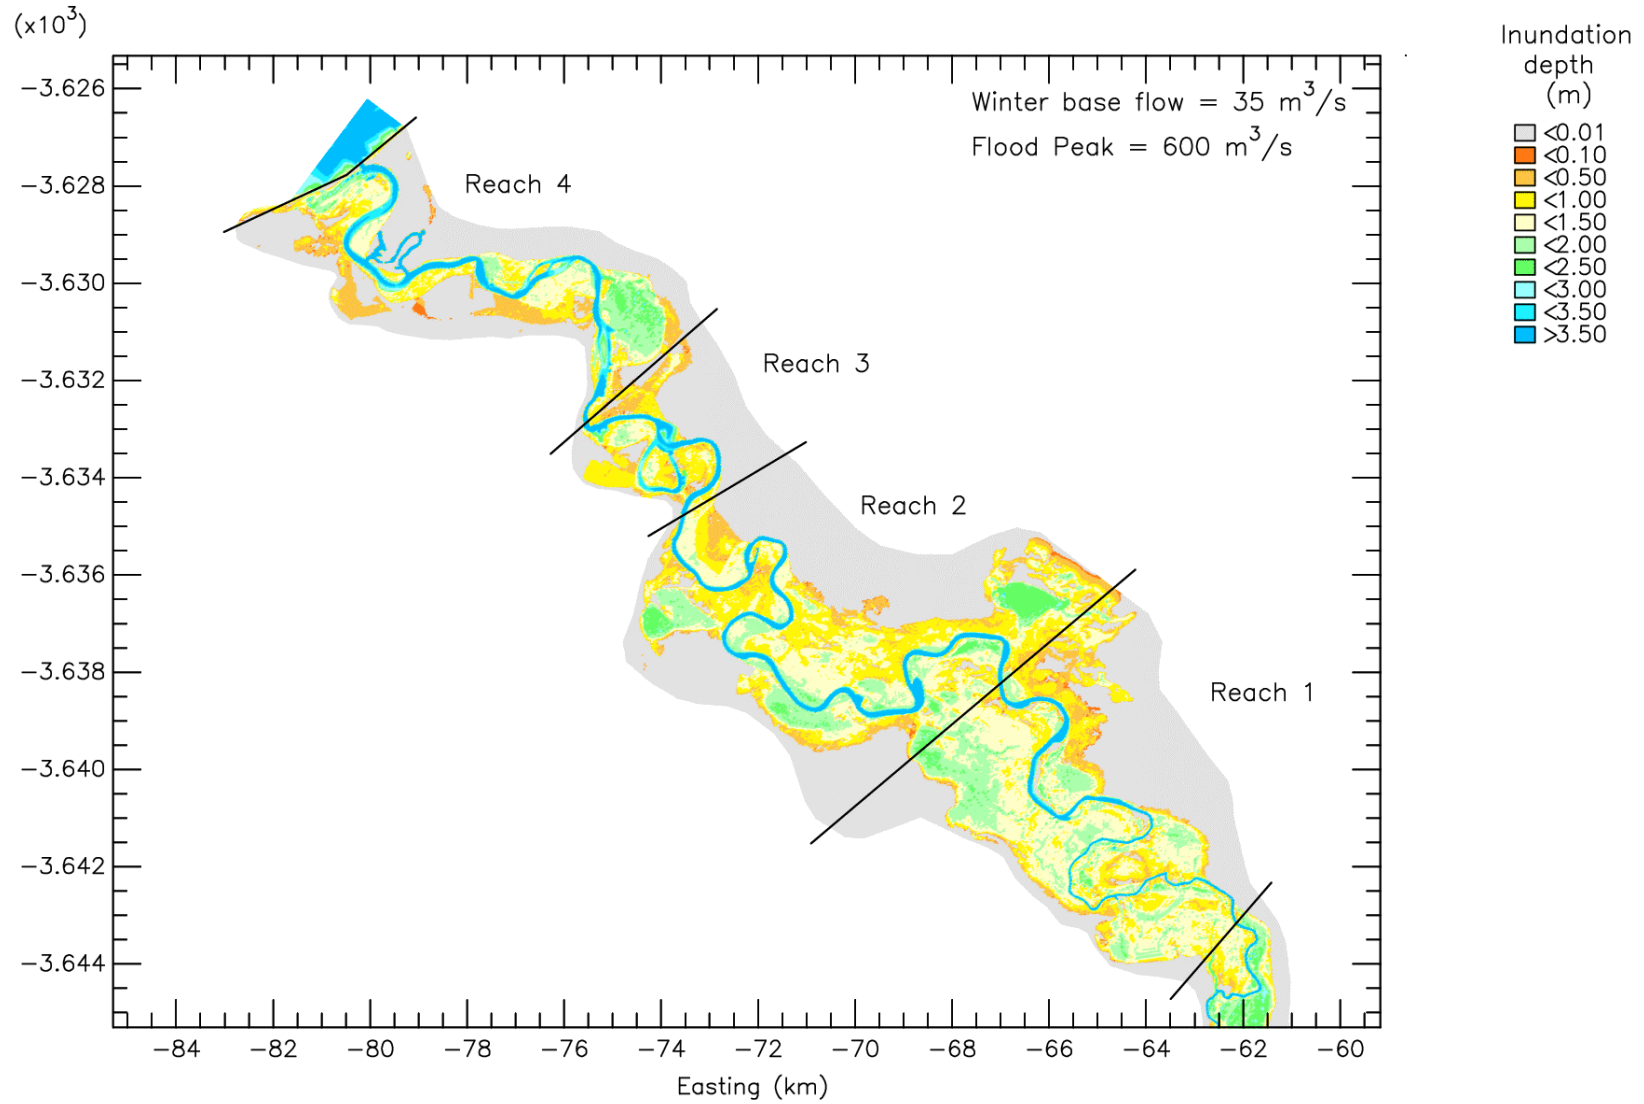 (x10³)
Inundation
depth
(m)
<0.01
<0.10
<0.50
<1.00
<1.50
<2.00
<2.50
<3.00
<3.50
>3.50
Winter base flow = 35 m³/s
Flood Peak = 600 m³/s
Reach 4
Reach 3
Reach 2
Reach 1
−3.626
−3.628
−3.630
−3.632
−3.634
−3.636
−3.638
−3.640
−3.642
−3.644
−84 −82 −80 −78 −76 −74 −72 −70 −68 −66 −64 −62 −60
Easting (km)